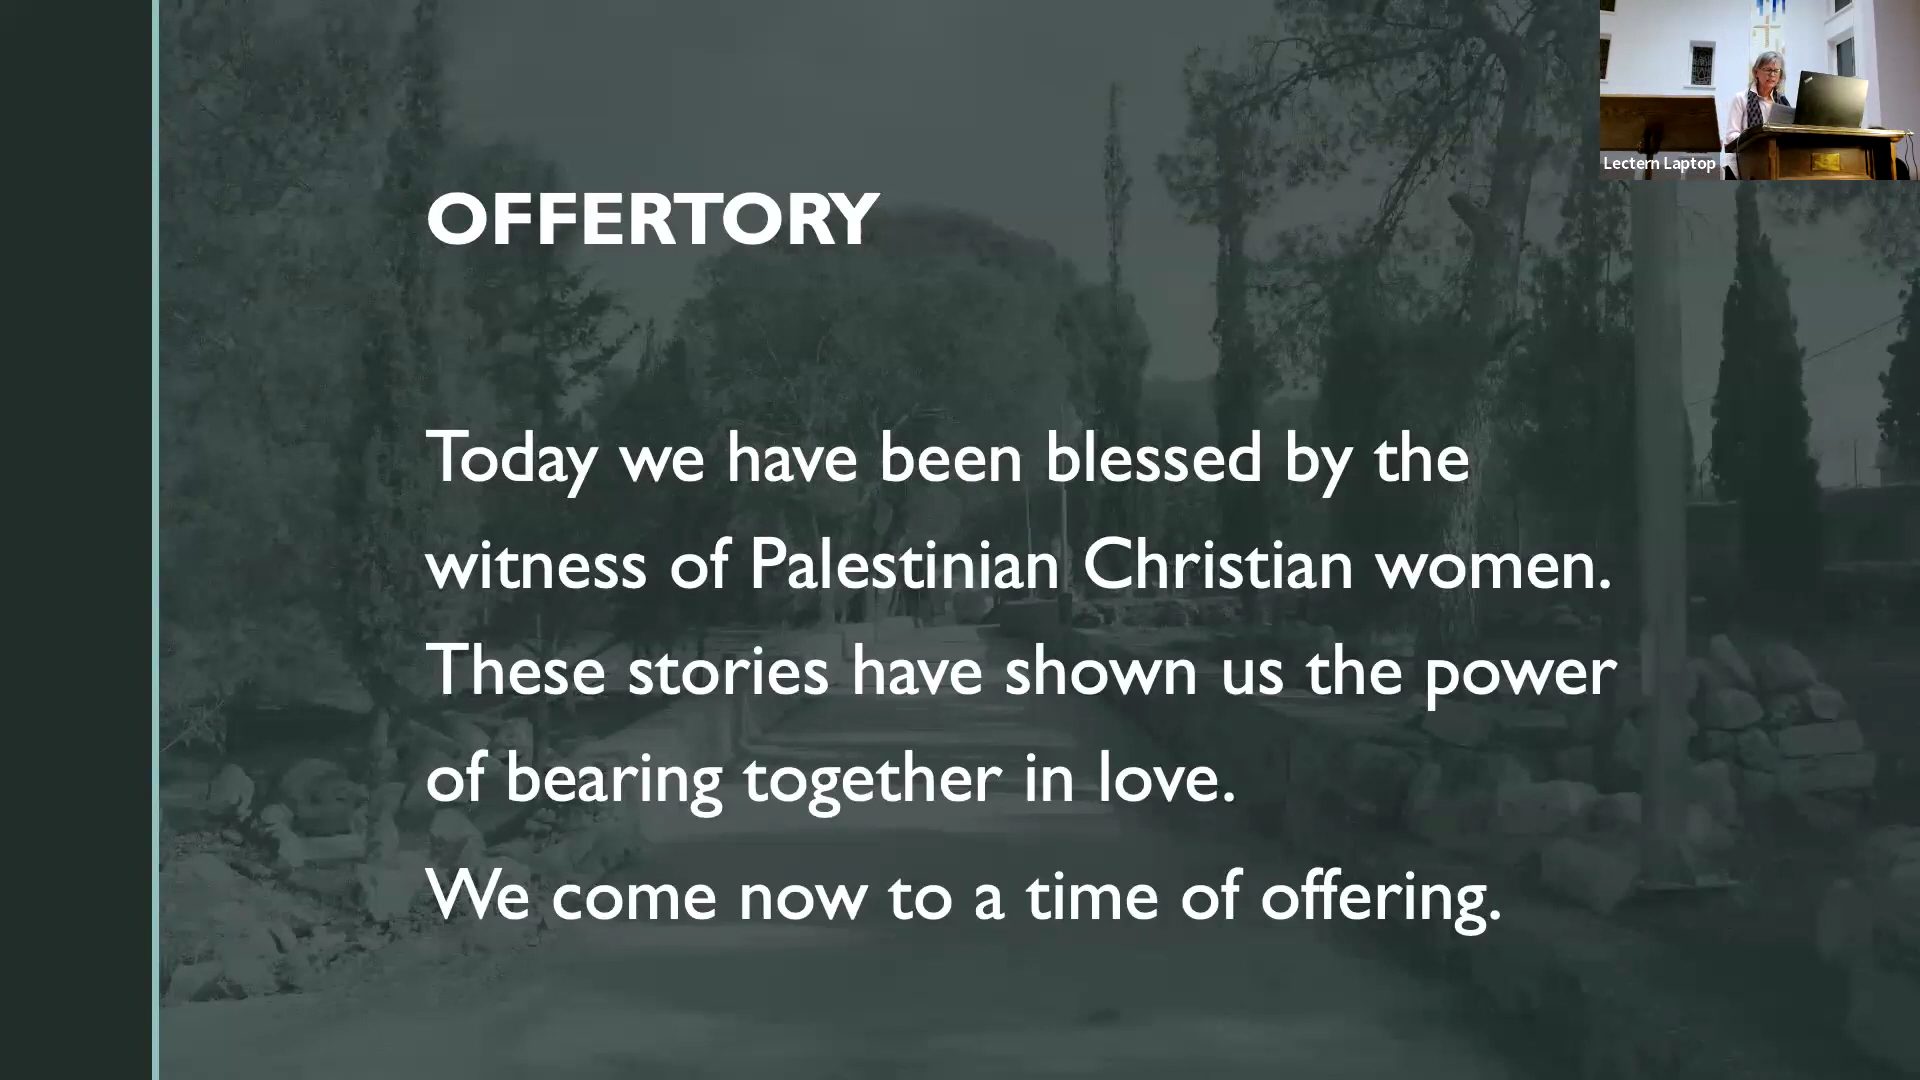 Lectern Laptop
OFFERTORY
Today we have been blessed by the
witness of Palestinian Christian women.
These stories have shown us the power
of bearing together in love.
We come now to a time of offering.